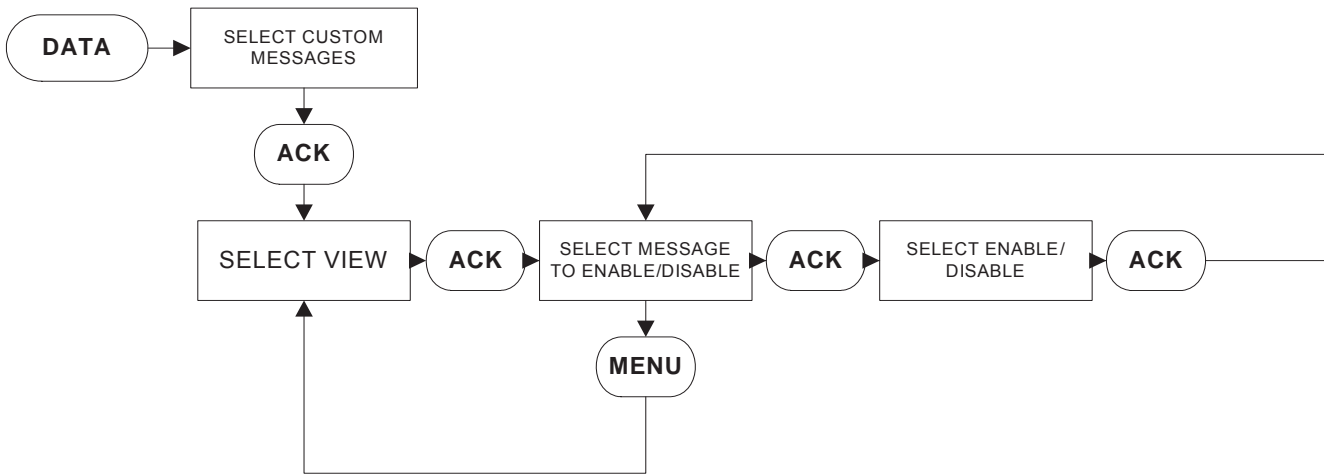 DATA
SELECT CUSTOM
MESSAGES
ACK
SELECT VIEW
ACK
SELECT MESSAGE
TO ENABLE/DISABLE
ACK
SELECT ENABLE/
DISABLE
ACK
MENU